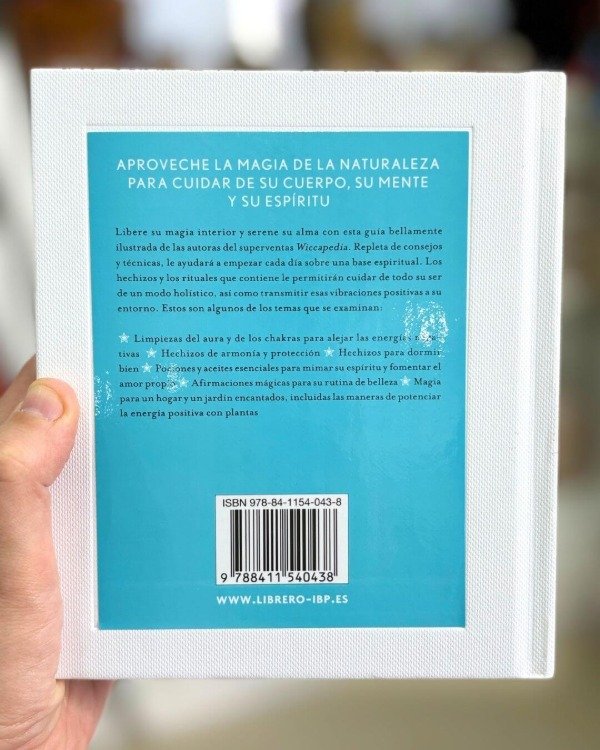 APROVECHE LA MAGIA DE LA NATURALEZA
PARA CUIDAR DE SU CUERPO, SU MENTE
Y SU ESPÍRITU
Libere su magia interior y serene su alma con esta guía bellamente
ilustrada de las autoras del superventas Wiccapedia. Repleta de consejos
y técnicas, le ayudará a empezar cada día sobre una base espiritual. Los
hechizos y los rituales que contiene le permitirán cuidar de todo su ser
de un modo holístico, así como transmitir esas vibraciones positivas a su
entorno. Estos son algunos de los temas que se examinan:
★ Limpiezas del aura y de los chakras para alejar las energías nega-
tivas ★ Hechizos de armonía y protección ★ Hechizos para dormir
bien ★ Pociones y aceites esenciales para mimar su espíritu y fomentar el
amor propio ★ Afirmaciones mágicas para su rutina de belleza ★ Magia
para un hogar y un jardín encantados, incluidas las maneras de potenciar
la energía positiva con plantas
ISBN 978-84-1154-043-8
9 788411 540438
WWW.LIBRERO-IBP.ES